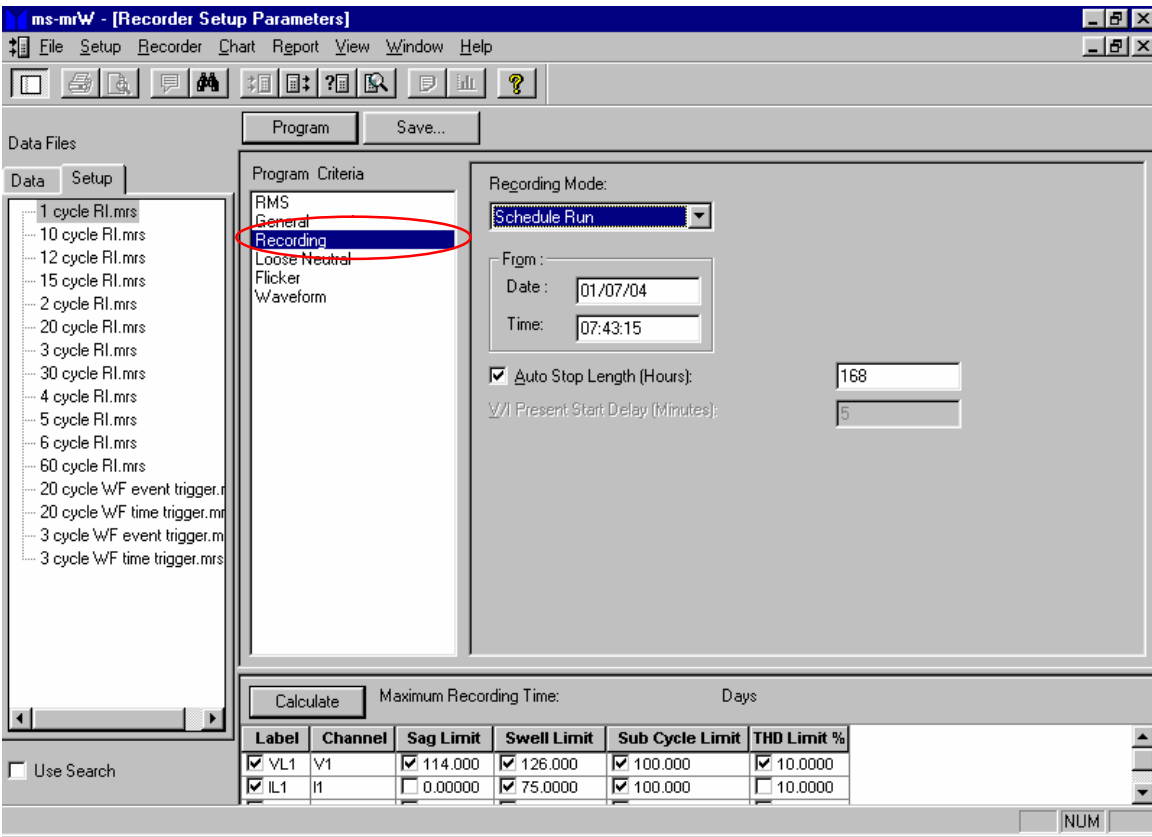 ms-mrW - [Recorder Setup Parameters]
File Setup Recorder Chart Report View Window Help
Program Save...
Data Files
Data Setup
1 cycle RI.mrs
10 cycle RI.mrs
12 cycle RI.mrs
15 cycle RI.mrs
2 cycle RI.mrs
20 cycle RI.mrs
3 cycle RI.mrs
30 cycle RI.mrs
4 cycle RI.mrs
5 cycle RI.mrs
6 cycle RI.mrs
60 cycle RI.mrs
20 cycle WF event trigger.r
20 cycle WF time trigger.mr
3 cycle WF event trigger.m
3 cycle WF time trigger.mrs
Use Search
Program Criteria
RMS
General
Recording
Loose Neutral
Flicker
Waveform
Recording Mode:
Schedule Run
From :
Date : 01/07/04
Time: 07:43:15
Auto Stop Length (Hours): 168
V/I Present Start Delay (Minutes): 5
Calculate Maximum Recording Time: Days
Label Channel Sag Limit Swell Limit Sub Cycle Limit THD Limit %
VL1 V1 114.000 126.000 100.000 10.0000
IL1 I1 0.00000 75.0000 100.000 10.0000
NUM